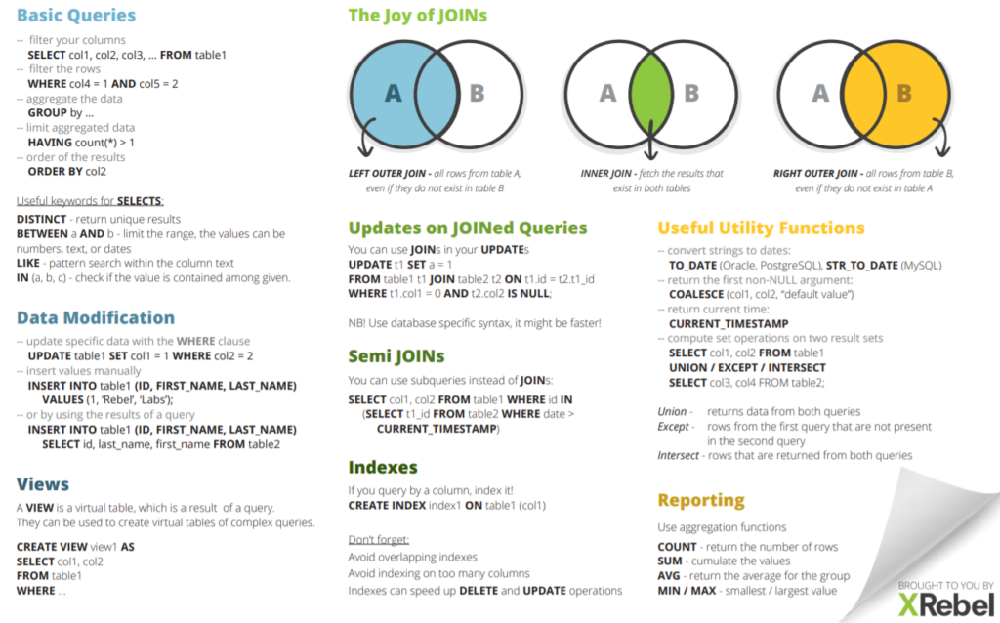 Basic Queries
-- filter your columns
SELECT col1, col2, col3, ... FROM table1
-- filter the rows
WHERE col4 = 1 AND col5 = 2
-- aggregate the data
GROUP by ...
-- limit aggregated data
HAVING count(*) > 1
-- order of the results
ORDER BY col2
Useful keywords for SELECTS:
DISTINCT - return unique results
BETWEEN a AND b - limit the range, the values can be
numbers, text, or dates
LIKE - pattern search within the column text
IN (a, b, c) - check if the value is contained among given.
Data Modification
-- update specific data with the WHERE clause
UPDATE table1 SET col1 = 1 WHERE col2 = 2
-- insert values manually
INSERT INTO table1 (ID, FIRST_NAME, LAST_NAME)
VALUES (1, ‘Rebel’, ‘Labs’);
-- or by using the results of a query
INSERT INTO table1 (ID, FIRST_NAME, LAST_NAME)
SELECT id, last_name, first_name FROM table2
Views
A VIEW is a virtual table, which is a result of a query.
They can be used to create virtual tables of complex queries.
CREATE VIEW view1 AS
SELECT col1, col2
FROM table1
WHERE ...
The Joy of JOINs
A B
A B
A B
LEFT OUTER JOIN - all rows from table A,
even if they do not exist in table B
INNER JOIN - fetch the results that
exist in both tables
RIGHT OUTER JOIN - all rows from table B,
even if they do not exist in table A
Updates on JOINed Queries
You can use JOINs in your UPDATEs
UPDATE t1 SET a = 1
FROM table1 t1 JOIN table2 t2 ON t1.id = t2.t1_id
WHERE t1.col1 = 0 AND t2.col2 IS NULL;
NB! Use database specific syntax, it might be faster!
Semi JOINs
You can use subqueries instead of JOINs:
SELECT col1, col2 FROM table1 WHERE id IN
(SELECT t1_id FROM table2 WHERE date >
CURRENT_TIMESTAMP)
Indexes
If you query by a column, index it!
CREATE INDEX index1 ON table1 (col1)
Don't forget:
Avoid overlapping indexes
Avoid indexing on too many columns
Indexes can speed up DELETE and UPDATE operations
Useful Utility Functions
-- convert strings to dates:
TO_DATE (Oracle, PostgreSQL), STR_TO_DATE (MySQL)
-- return the first non-NULL argument:
COALESCE (col1, col2, “default value”)
-- return current time:
CURRENT_TIMESTAMP
-- compute set operations on two result sets
SELECT col1, col2 FROM table1
UNION / EXCEPT / INTERSECT
SELECT col3, col4 FROM table2;
Union - returns data from both queries
Except - rows from the first query that are not present
in the second query
Intersect - rows that are returned from both queries
Reporting
Use aggregation functions
COUNT - return the number of rows
SUM - cumulate the values
AVG - return the average for the group
MIN / MAX - smallest / largest value
BROUGHT TO YOU BY
XRebel